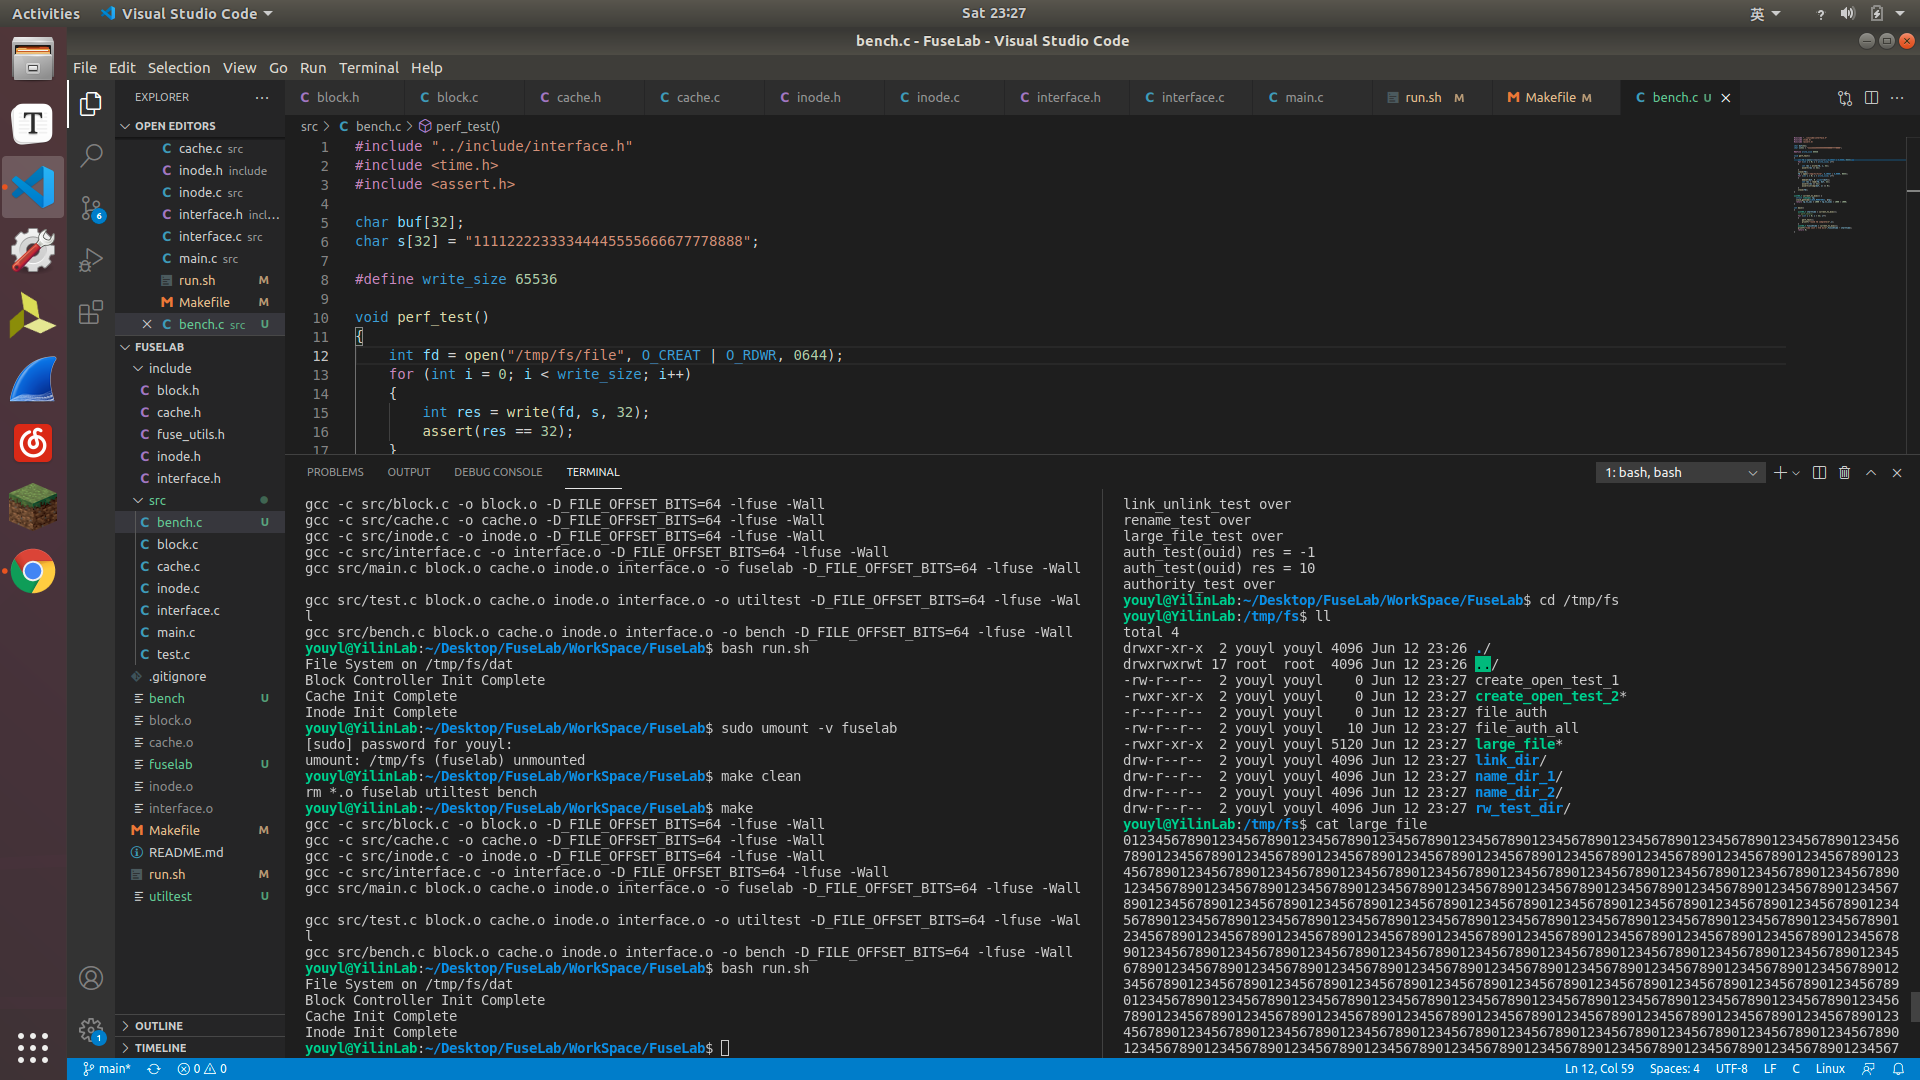 Activities
Visual Studio Code
Sat 23:27
英
bench.c - FuseLab - Visual Studio Code
File Edit Selection View Go Run Terminal Help
EXPLORER
OPEN EDITORS
cache.c src
inode.h include
inode.c src
interface.h incl...
interface.c src
main.c src
run.sh M
Makefile M
bench.c src U
FUSELAB
include
block.h
cache.h
fuse_utils.h
inode.h
interface.h
src
bench.c U
block.c
cache.c
inode.c
interface.c
main.c
test.c
.gitignore
bench U
block.o
cache.o
fuselab U
inode.o
interface.o
Makefile M
README.md
run.sh M
utiltest U
OUTLINE
TIMELINE
block.h block.c cache.h cache.c inode.h inode.c interface.h interface.c main.c run.sh M Makefile M bench.c U
src > bench.c > perf_test()
1 #include "../include/interface.h"
2 #include <time.h>
3 #include <assert.h>
4
5 char buf[32];
6 char s[32] = "11112222333344445555666677778888";
7
8 #define write_size 65536
9
10 void perf_test()
11 {
12 int fd = open("/tmp/fs/file", O_CREAT | O_RDWR, 0644);
13 for (int i = 0; i < write_size; i++)
14 {
15 int res = write(fd, s, 32);
16 assert(res == 32);
17 }
PROBLEMS OUTPUT DEBUG CONSOLE TERMINAL
1: bash, bash
gcc -c src/block.c -o block.o -D_FILE_OFFSET_BITS=64 -lfuse -Wall
gcc -c src/cache.c -o cache.o -D_FILE_OFFSET_BITS=64 -lfuse -Wall
gcc -c src/inode.c -o inode.o -D_FILE_OFFSET_BITS=64 -lfuse -Wall
gcc -c src/interface.c -o interface.o -D_FILE_OFFSET_BITS=64 -lfuse -Wall
gcc src/main.c block.o cache.o inode.o interface.o -o fuselab -D_FILE_OFFSET_BITS=64 -lfuse -Wall
gcc src/test.c block.o cache.o inode.o interface.o -o utiltest -D_FILE_OFFSET_BITS=64 -lfuse -Wal
l
gcc src/bench.c block.o cache.o inode.o interface.o -o bench -D_FILE_OFFSET_BITS=64 -lfuse -Wall
youyl@YilinLab:~/Desktop/FuseLab/WorkSpace/FuseLab$ bash run.sh
File System on /tmp/fs/dat
Block Controller Init Complete
Cache Init Complete
Inode Init Complete
youyl@YilinLab:~/Desktop/FuseLab/WorkSpace/FuseLab$ sudo umount -v fuselab
[sudo] password for youyl:
umount: /tmp/fs (fuselab) unmounted
youyl@YilinLab:~/Desktop/FuseLab/WorkSpace/FuseLab$ make clean
rm *.o fuselab utiltest bench
youyl@YilinLab:~/Desktop/FuseLab/WorkSpace/FuseLab$ make
gcc -c src/block.c -o block.o -D_FILE_OFFSET_BITS=64 -lfuse -Wall
gcc -c src/cache.c -o cache.o -D_FILE_OFFSET_BITS=64 -lfuse -Wall
gcc -c src/inode.c -o inode.o -D_FILE_OFFSET_BITS=64 -lfuse -Wall
gcc -c src/interface.c -o interface.o -D_FILE_OFFSET_BITS=64 -lfuse -Wall
gcc src/main.c block.o cache.o inode.o interface.o -o fuselab -D_FILE_OFFSET_BITS=64 -lfuse -Wall
gcc src/test.c block.o cache.o inode.o interface.o -o utiltest -D_FILE_OFFSET_BITS=64 -lfuse -Wal
l
gcc src/bench.c block.o cache.o inode.o interface.o -o bench -D_FILE_OFFSET_BITS=64 -lfuse -Wall
youyl@YilinLab:~/Desktop/FuseLab/WorkSpace/FuseLab$ bash run.sh
File System on /tmp/fs/dat
Block Controller Init Complete
Cache Init Complete
Inode Init Complete
youyl@YilinLab:~/Desktop/FuseLab/WorkSpace/FuseLab$
link_unlink_test over
rename_test over
large_file_test over
auth_test(ouid) res = -1
auth_test(ouid) res = 10
authority_test over
youyl@YilinLab:~/Desktop/FuseLab/WorkSpace/FuseLab$ cd /tmp/fs
youyl@YilinLab:/tmp/fs$ ll
total 4
drwxr-xr-x 2 youyl youyl 4096 Jun 12 23:26 ./
drwxrwxrwt 17 root root 4096 Jun 12 23:26 ../
-rw-r--r-- 2 youyl youyl 0 Jun 12 23:27 create_open_test_1
-rwxr-xr-x 2 youyl youyl 0 Jun 12 23:27 create_open_test_2*
-r--r--r-- 2 youyl youyl 0 Jun 12 23:27 file_auth
-rw-r--r-- 2 youyl youyl 10 Jun 12 23:27 file_auth_all
-rwxr-xr-x 2 youyl youyl 5120 Jun 12 23:27 large_file*
drw-r--r-- 2 youyl youyl 4096 Jun 12 23:27 link_dir/
drw-r--r-- 2 youyl youyl 4096 Jun 12 23:27 name_dir_1/
drw-r--r-- 2 youyl youyl 4096 Jun 12 23:27 name_dir_2/
drw-r--r-- 2 youyl youyl 4096 Jun 12 23:27 rw_test_dir/
youyl@YilinLab:/tmp/fs$ cat large_file
0123456789012345678901234567890123456789012345678901234567890123456789012345678901234567890123456
7890123456789012345678901234567890123456789012345678901234567890123456789012345678901234567890123
4567890123456789012345678901234567890123456789012345678901234567890123456789012345678901234567890
1234567890123456789012345678901234567890123456789012345678901234567890123456789012345678901234567
8901234567890123456789012345678901234567890123456789012345678901234567890123456789012345678901234
5678901234567890123456789012345678901234567890123456789012345678901234567890123456789012345678901
2345678901234567890123456789012345678901234567890123456789012345678901234567890123456789012345678
9012345678901234567890123456789012345678901234567890123456789012345678901234567890123456789012345
6789012345678901234567890123456789012345678901234567890123456789012345678901234567890123456789012
3456789012345678901234567890123456789012345678901234567890123456789012345678901234567890123456789
0123456789012345678901234567890123456789012345678901234567890123456789012345678901234567890123456
7890123456789012345678901234567890123456789012345678901234567890123456789012345678901234567890123
4567890123456789012345678901234567890123456789012345678901234567890123456789012345678901234567890
1234567890123456789012345678901234567890123456789012345678901234567890123456789012345678901234567
main* 0 0
Ln 12, Col 59 Spaces: 4 UTF-8 LF C Linux